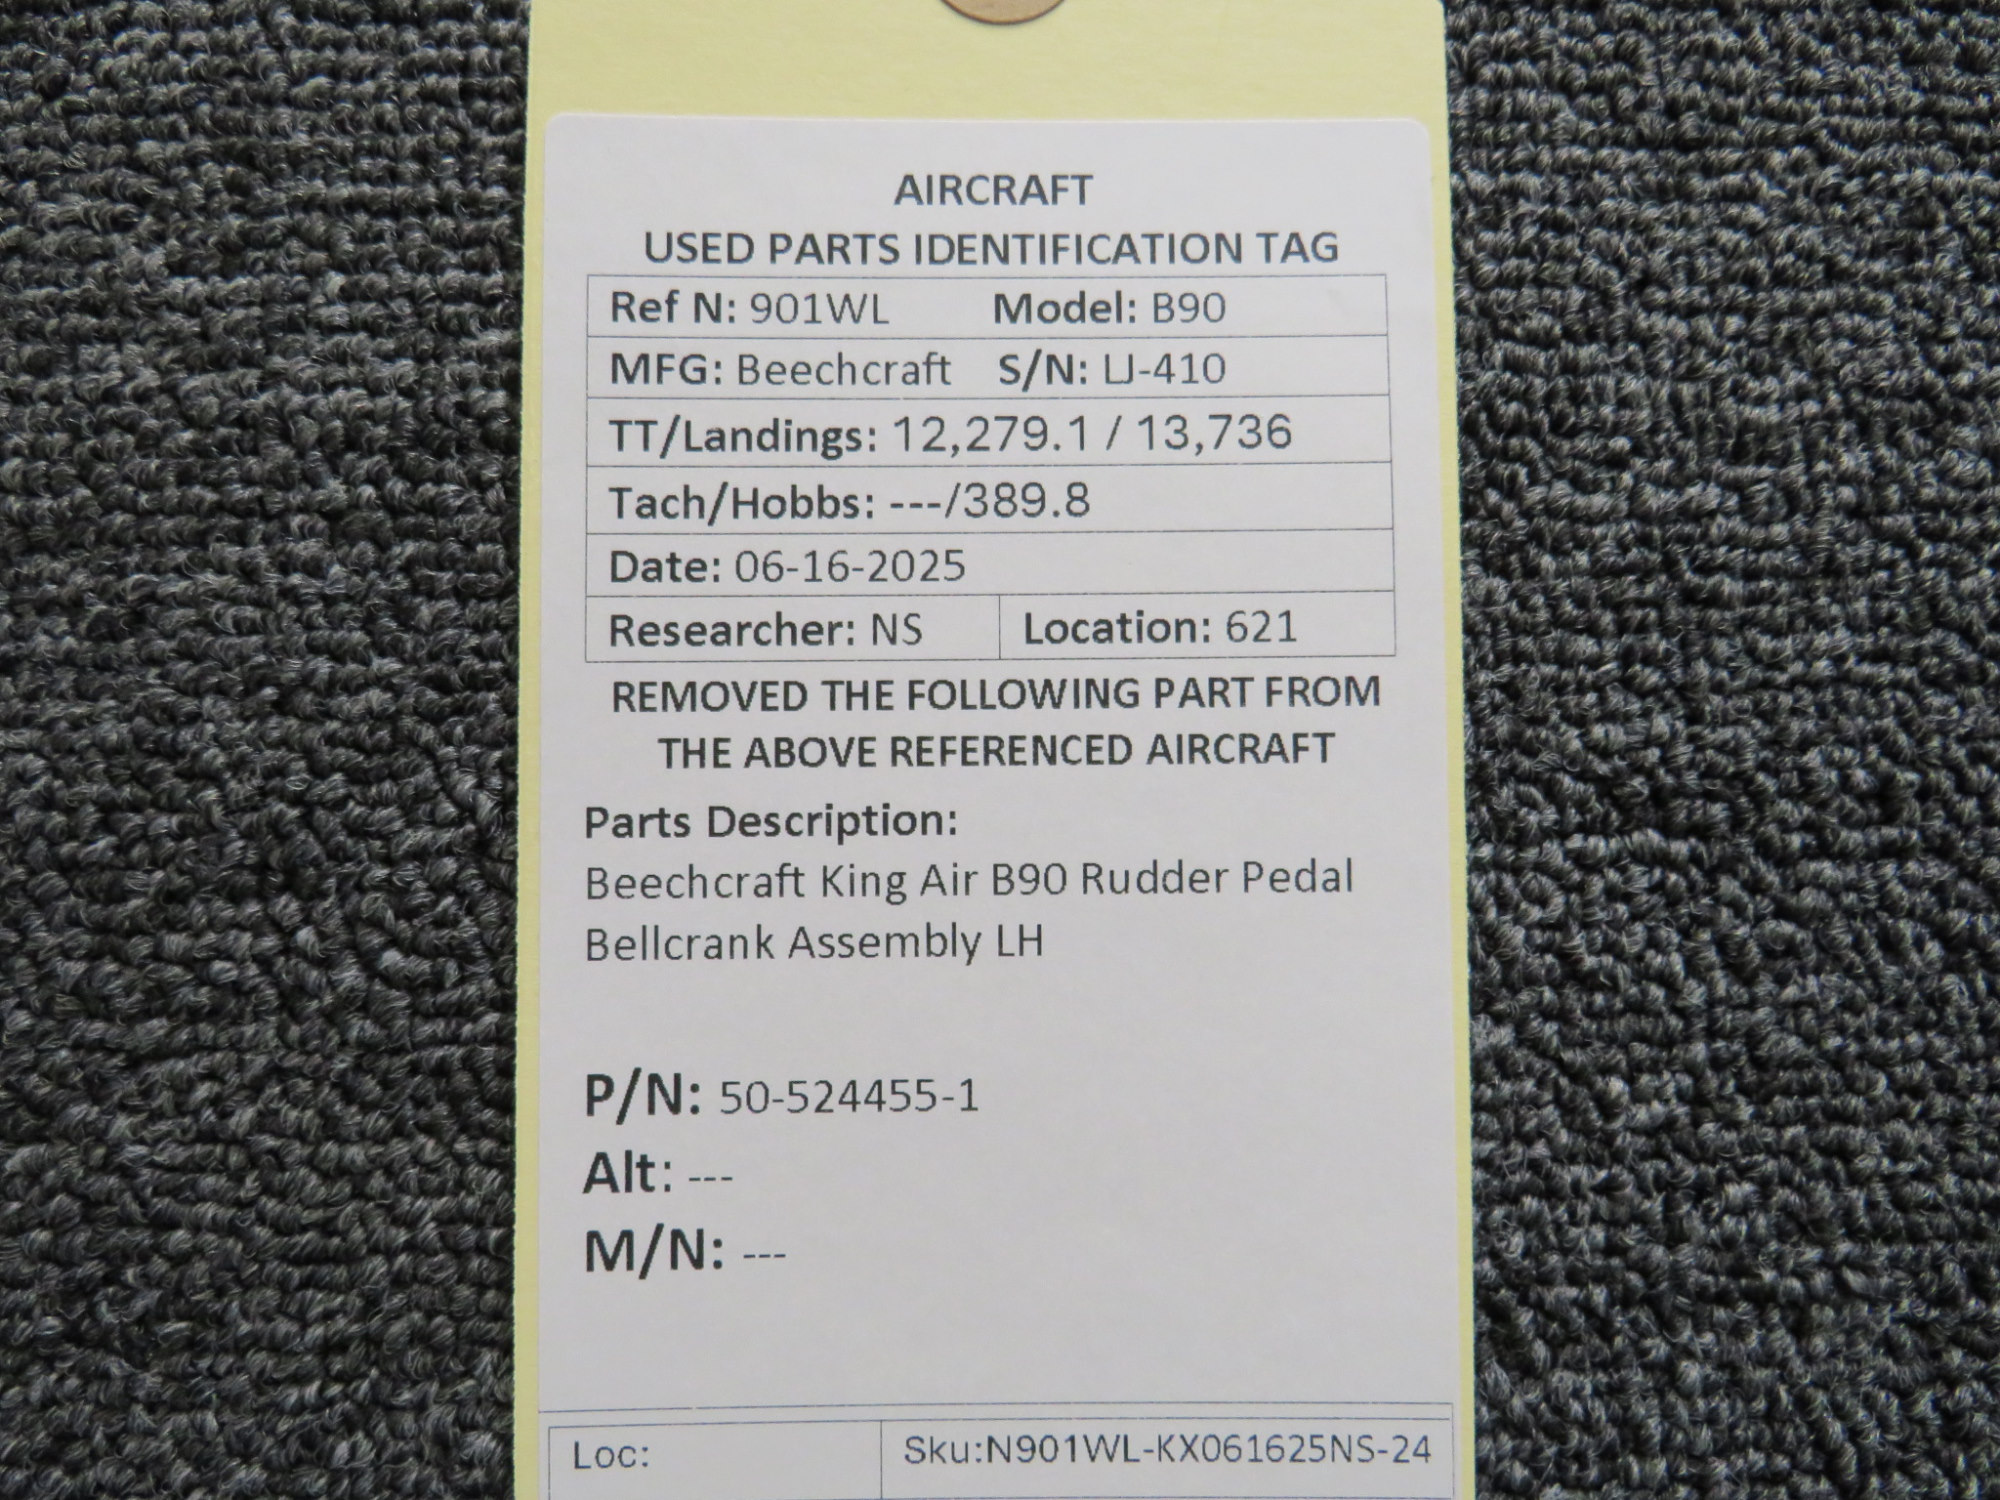 AIRCRAFT
USED PARTS IDENTIFICATION TAG
Ref N: 901WL Model: B90
MFG: Beechcraft S/N: LJ-410
TT/Landings: 12,279.1 / 13,736
Tach/Hobbs: ---/389.8
Date: 06-16-2025
Researcher: NS Location: 621
REMOVED THE FOLLOWING PART FROM
THE ABOVE REFERENCED AIRCRAFT
Parts Description:
Beechcraft King Air B90 Rudder Pedal
Bellcrank Assembly LH
P/N: 50-524455-1
Alt: ---
M/N: ---
Loc: Sku:N901WL-KX061625NS-24